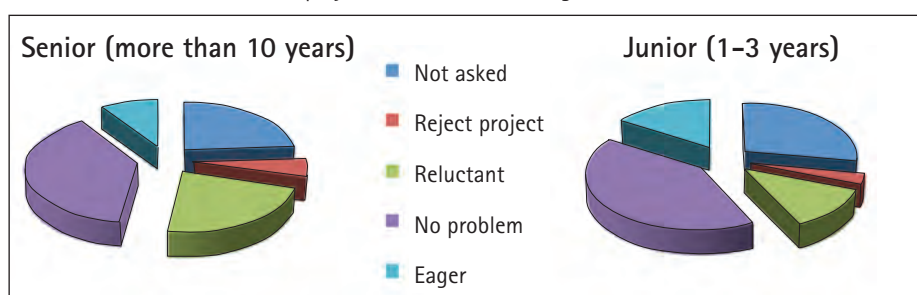 Senior (more than 10 years)
Junior (1–3 years)
Not asked
Reject project
Reluctant
No problem
Eager